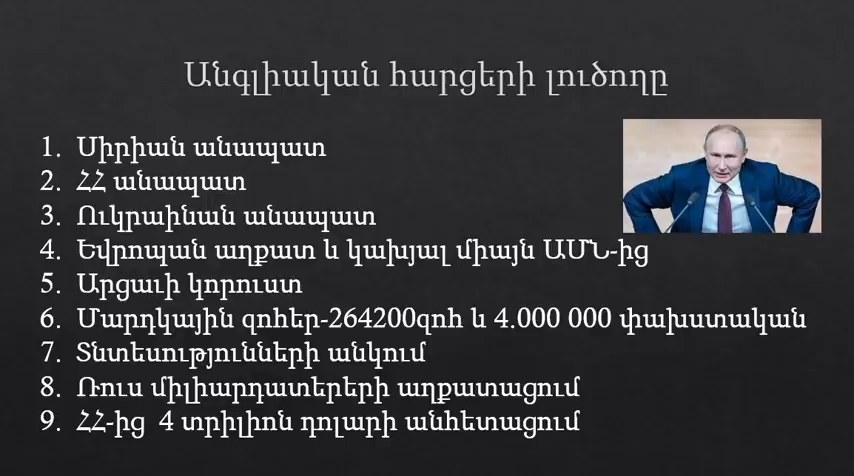 Անգլիական հարցերի լուծողը
1. Սիրիան անապատ
2. ՀՀ անապատ
3. Ուկրաինան անապատ
4. Եվրոպան աղքատ և կախյալ միայն ԱՄՆ-ից
5. Արցախի կորուստ
6. Մարդկային զոհեր-264200զոհ և 4.000 000 փախստական
7. Տնտեսությունների անկում
8. Ռուս միլիարդատերերի աղքատացում
9. ՀՀ-ից 4 տրիլիոն դոլարի անհետացում